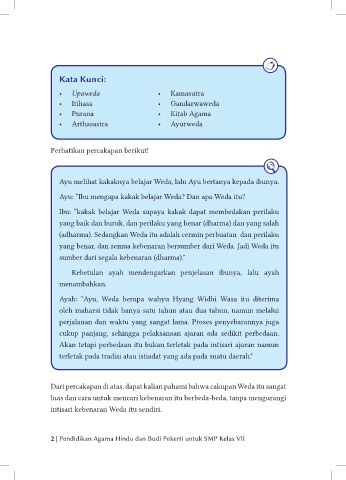 Kata Kunci:
• Upaweda
• Itihasa
• Purana
• Arthasastra
• Kamasutra
• Gandarwaweda
• Kitab Agama
• Ayurweda
Perhatikan percakapan berikut!
Ayu melihat kakaknya belajar Weda, lalu Ayu bertanya kepada ibunya.
Ayu: "Ibu mengapa kakak belajar Weda? Dan apa Weda itu?
Ibu: "kakak belajar Weda supaya kakak dapat membedakan perilaku
yang baik dan buruk, dan perilaku yang benar (dharma) dan yang salah
(adharma). Sedangkan Weda itu adalah cermin perbuatan dan perilaku
yang benar, dan semua kebenaran bersumber dari Weda. Jadi Weda itu
sumber dari segala kebenaran (dharma)."
Kebetulan ayah mendengarkan penjelasan ibunya, lalu ayah
menambahkan.
Ayah: "Ayu, Weda berupa wahyu Hyang Widhi Wasa itu diterima
oleh maharsi tidak hanya satu tahun atau dua tahun, namun melalui
perjalanan dan waktu yang sangat lama. Proses penyebarannya juga
cukup panjang, sehingga pelaksanaan ajaran ada sedikit perbedaan.
Akan tetapi perbedaan itu bukan terletak pada intisari ajaran namun
terletak pada tradisi atau istiadat yang ada pada suatu daerah."
Dari percakapan di atas, dapat kalian pahami bahwa cakupan Weda itu sangat
luas dan cara untuk mencari kebenaran itu berbeda-beda, tanpa mengurangi
intisari kebenaran Weda itu sendiri.
2 | Pendidikan Agama Hindu dan Budi Pekerti untuk SMP Kelas VII